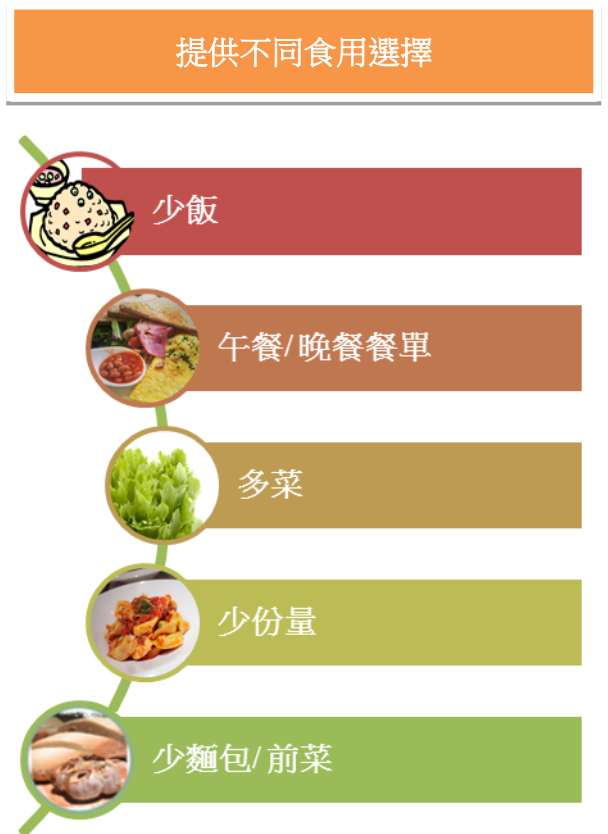 提供不同食用選擇
少飯
午餐/晚餐餐單
多菜
少份量
少麵包/前菜